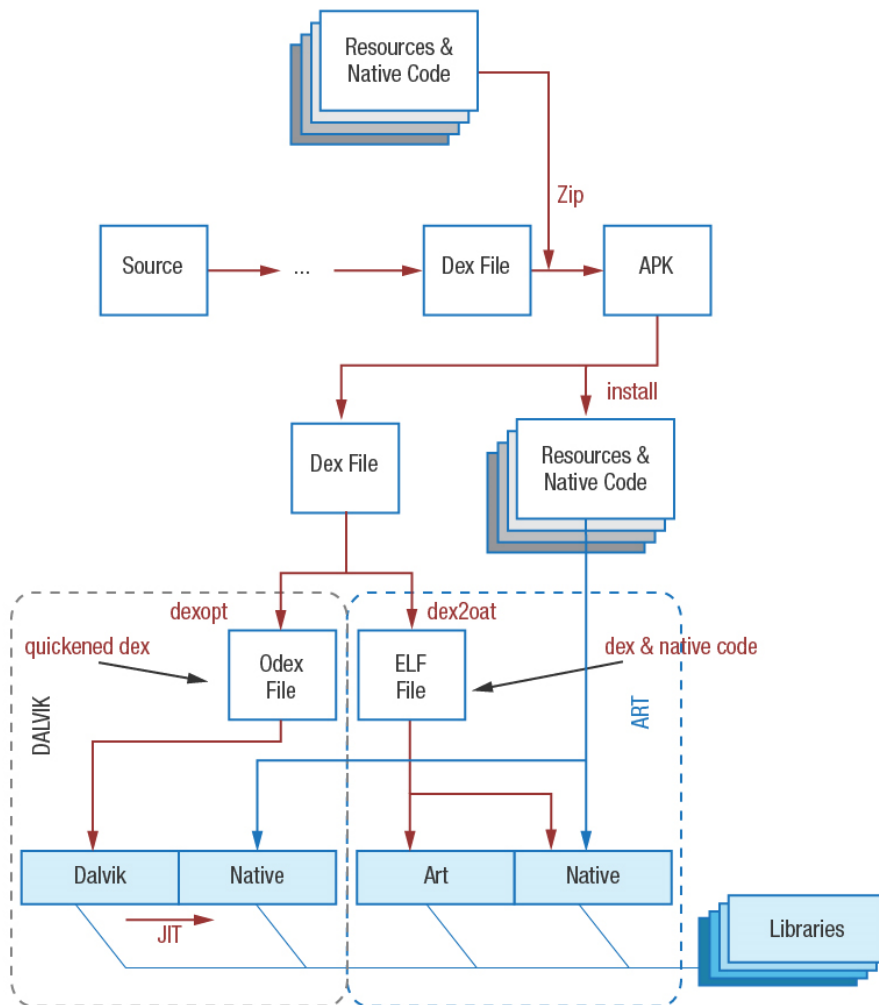 Resources &
Native Code
Zip
Source
...
Dex File
APK
install
Dex File
Resources &
Native Code
dexopt
dex2oat
quickened dex
Odex
File
ELF
File
dex & native code
DALVIK
ART
Dalvik
Native
Art
Native
JIT
Libraries